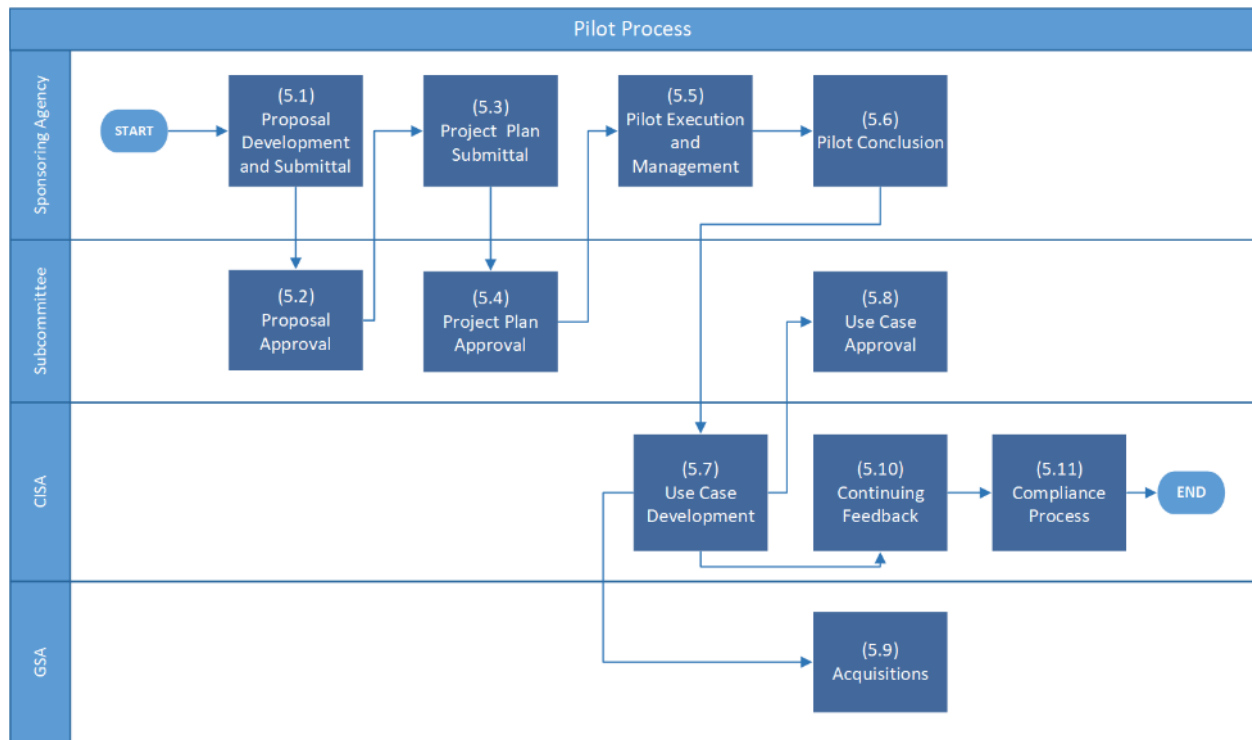 Pilot Process
Sponsoring Agency
START
(5.1)
Proposal
Development
and Submittal
(5.3)
Project Plan
Submittal
(5.5)
Pilot Execution
and
Management
(5.6)
Pilot Conclusion
Subcommittee
(5.2)
Proposal
Approval
(5.4)
Project Plan
Approval
(5.8)
Use Case
Approval
CISA
(5.7)
Use Case
Development
(5.10)
Continuing
Feedback
(5.11)
Compliance
Process
END
GSA
(5.9)
Acquisitions